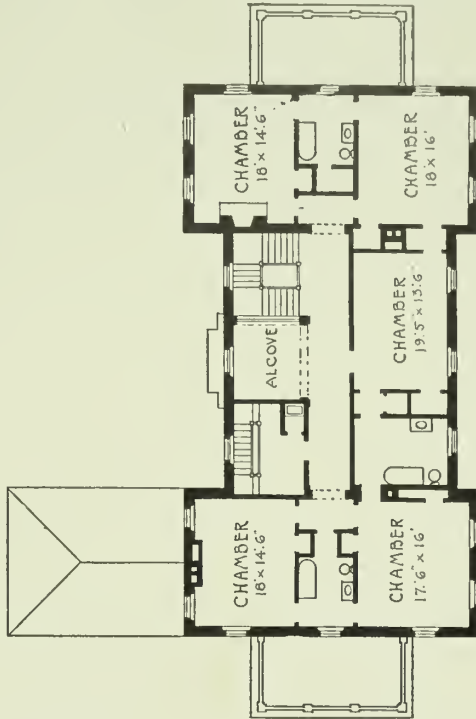 CHAMBER
18' x 14'.6"
CHAMBER
18' x 16'
CHAMBER
19'.5" x 13'.6"
ALCOVE
CHAMBER
18' x 14'.6"
CHAMBER
17'.6" x 16'